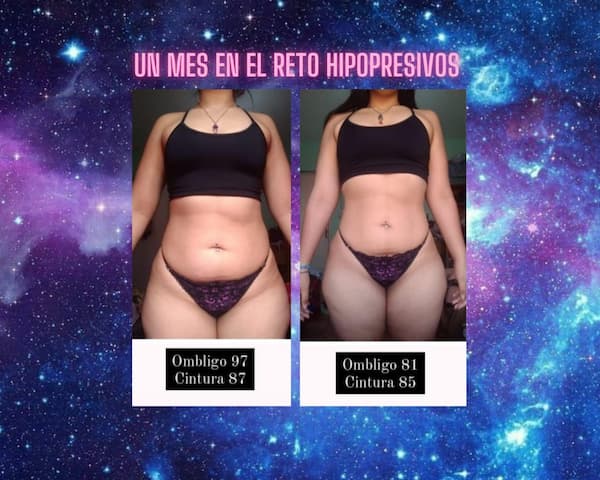 UN MES EN EL RETO HIPOPRESIVOS
Ombligo 97
Cintura 87
Ombligo 81
Cintura 85